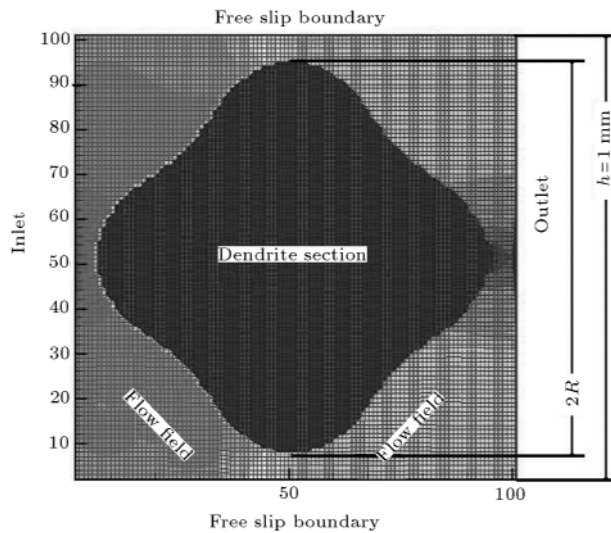 Free slip boundary
100
90
80
70
60
50
40
30
20
10
Inlet
Dendrite section
Flow field
Flow field
Outlet
2R
h=1 mm
50
100
Free slip boundary